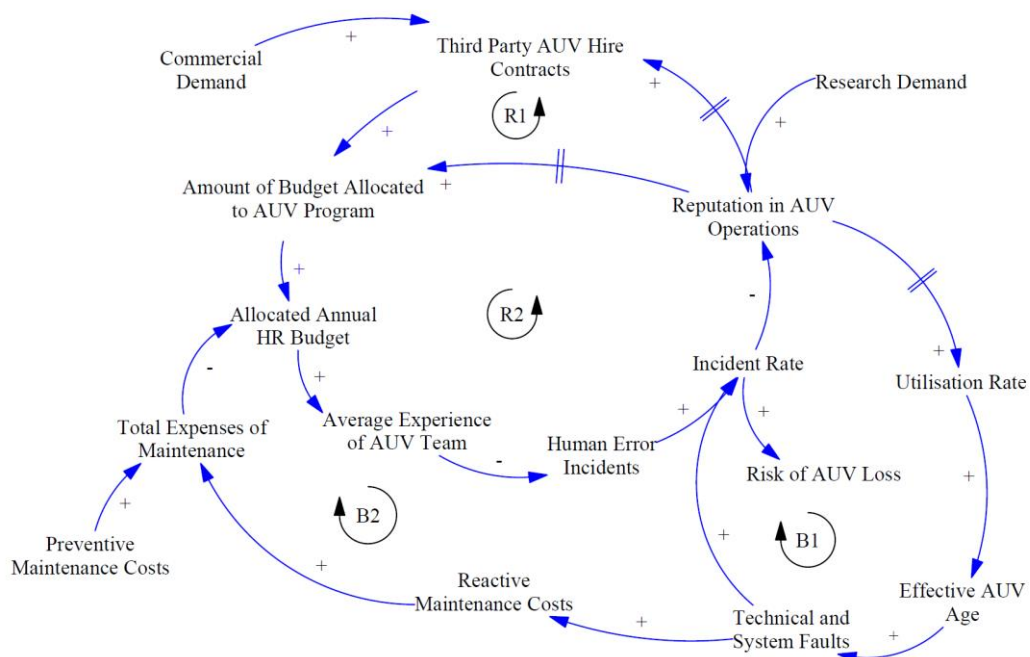 Commercial
Demand
+
Third Party AUV Hire
Contracts
+
Research Demand
+
R1
+
+
Amount of Budget Allocated
to AUV Program
Reputation in AUV
Operations
+
-
R2
Allocated Annual
HR Budget
-
+
Incident Rate
+
Utilisation Rate
Total Expenses of
Maintenance
Average Experience
of AUV Team
-
Human Error
Incidents
+
+
Risk of AUV Loss
+
+
B2
B1
Preventive
Maintenance Costs
+
Reactive
Maintenance Costs
+
+
Technical and
System Faults
+
Effective AUV
Age